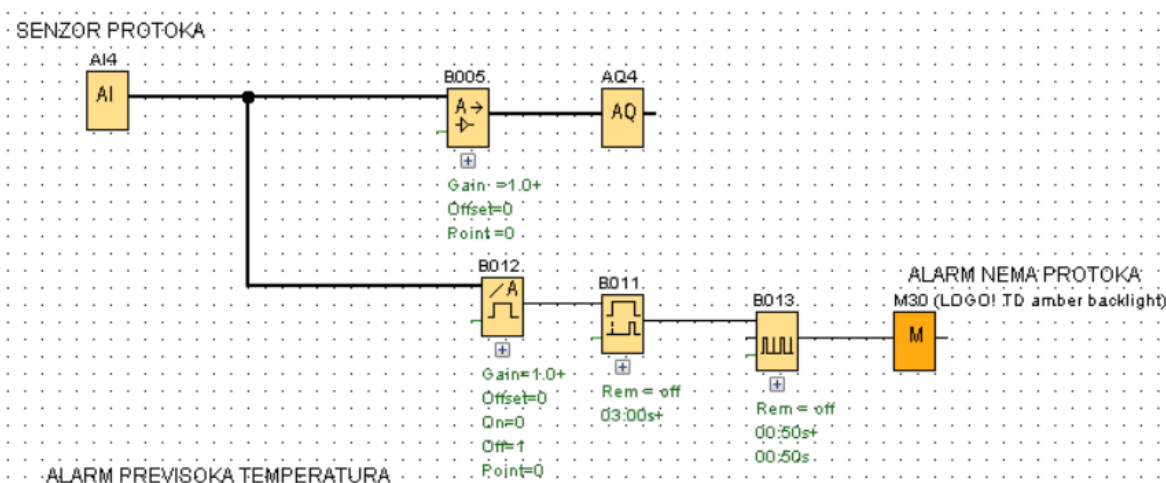 SENZOR PROTOKA
AI4
AI
B005
A→
AQ4
AQ
Gain =1.0+
Offset=0
Point =0
B012
/A
Gain=1.0+
Offset=0
On=0
Off=1
Point=0
B011
Rem = off
03:00s+
B013
Rem = off
00:50s+
00:50s
ALARM NEMA PROTOKA
M30 (LOGO! TD amber backlight)
M
ALARM PREVISOKA TEMPERATURA